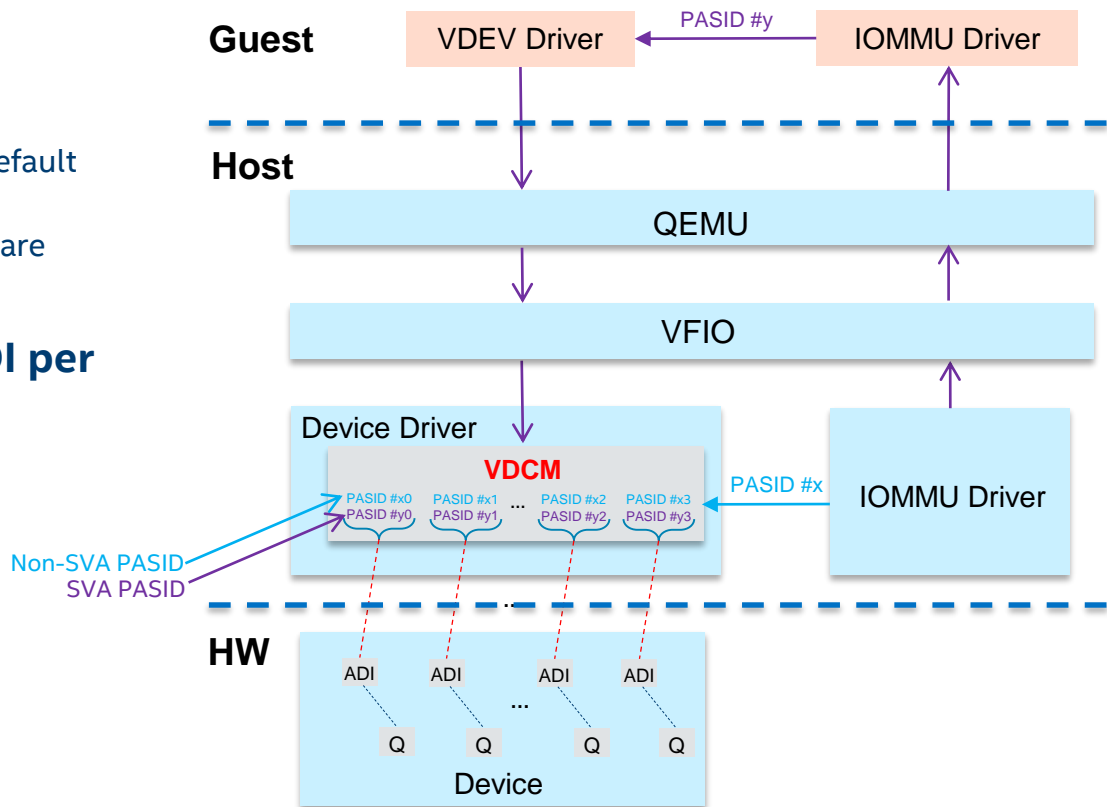 Guest
VDEV Driver
PASID #y
IOMMU Driver
efault
Host
are
QEMU
DI per
VFIO
Device Driver
VDCM
PASID #x0 PASID #x1 ... PASID #x2 PASID #x3
PASID #y0 PASID #y1 PASID #y2 PASID #y3
PASID #x
IOMMU Driver
Non-SVA PASID
SVA PASID
...
HW
ADI ADI ADI ADI
...
Q Q Q Q
Device